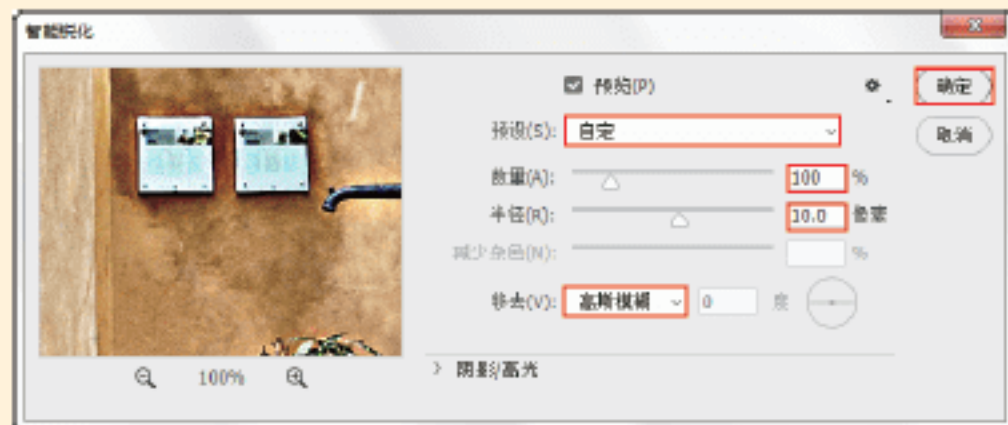 智能锐化
预览(P)
确定
预设(S): 自定
取消
数量(A): 100 %
半径(R): 10.0 像素
减少杂色(N): %
移去(V): 高斯模糊 0 度
100%
阴影/高光